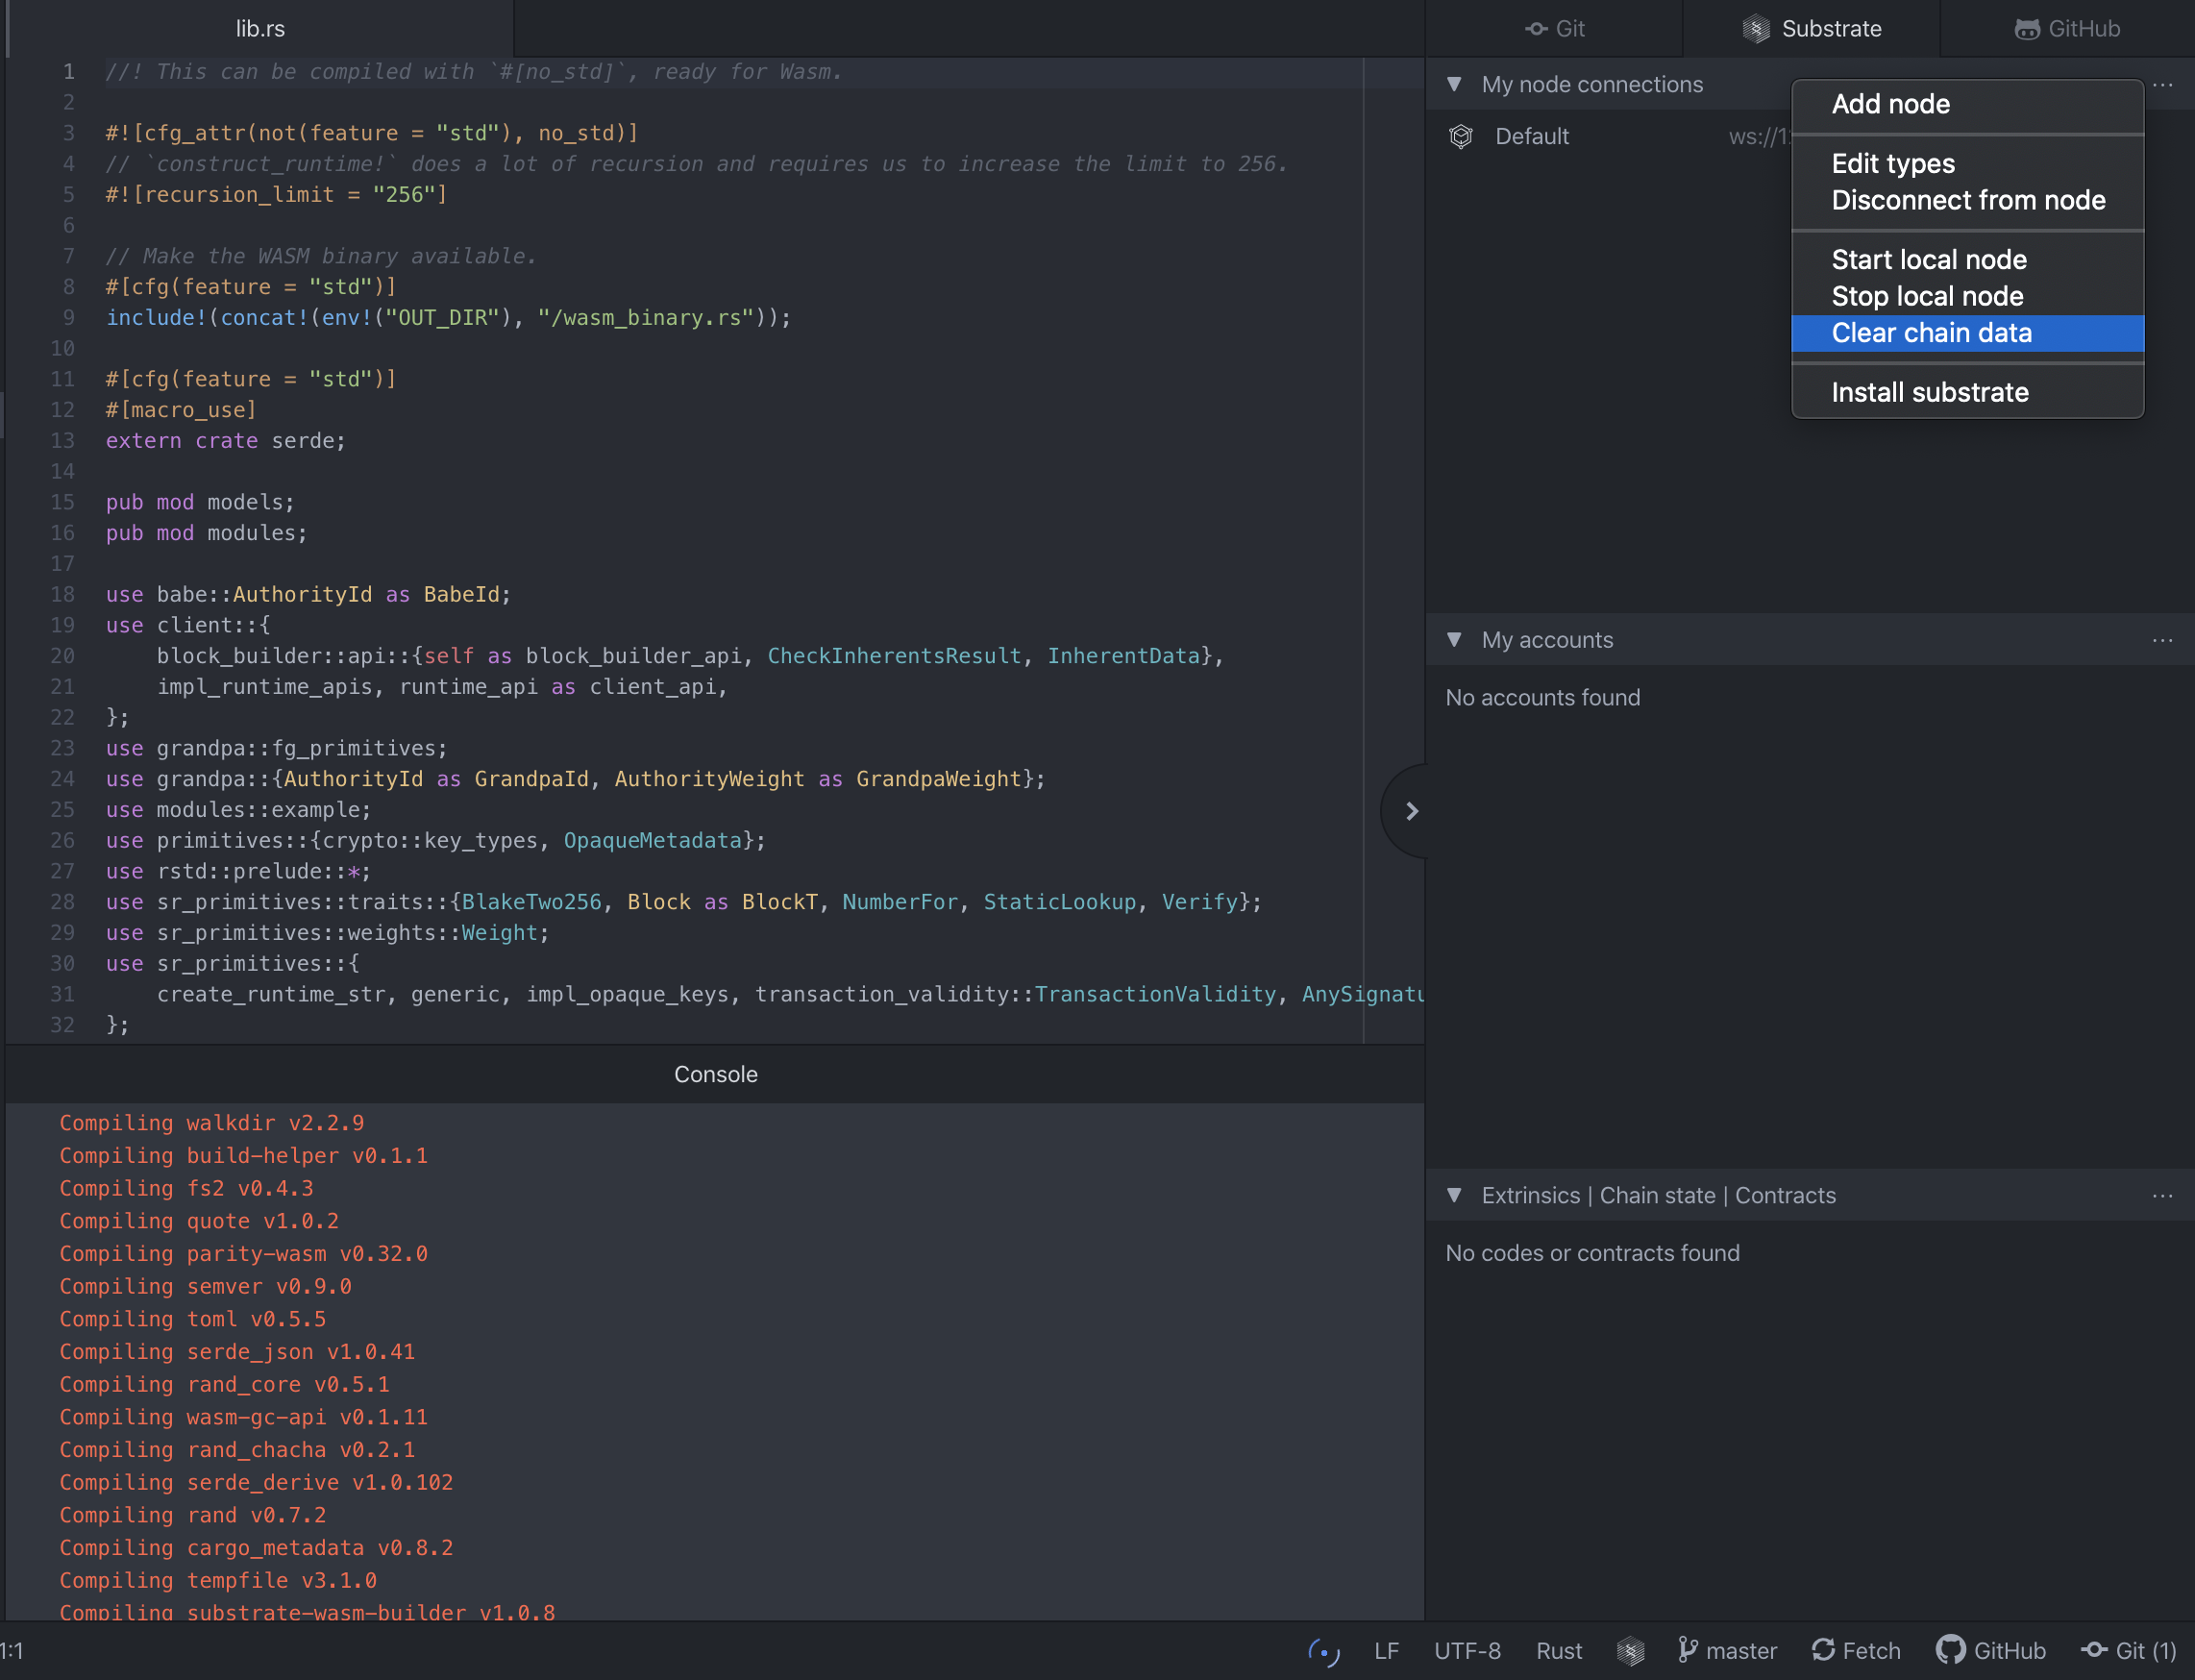 lib.rs
1 //! This can be compiled with `#[no_std]`, ready for Wasm.
2
3 #![cfg_attr(not(feature = "std"), no_std)]
4 // `construct_runtime!` does a lot of recursion and requires us to increase the limit to 256.
5 #![recursion_limit = "256"]
6
7 // Make the WASM binary available.
8 #[cfg(feature = "std")]
9 include!(concat!(env!("OUT_DIR"), "/wasm_binary.rs"));
10
11 #[cfg(feature = "std")]
12 #[macro_use]
13 extern crate serde;
14
15 pub mod models;
16 pub mod modules;
17
18 use babe::AuthorityId as BabeId;
19 use client::{
20     block_builder::api::{self as block_builder_api, CheckInherentsResult, InherentData},
21     impl_runtime_apis, runtime_api as client_api,
22 };
23 use grandpa::fg_primitives;
24 use grandpa::{AuthorityId as GrandpaId, AuthorityWeight as GrandpaWeight};
25 use modules::example;
26 use primitives::{crypto::key_types, OpaqueMetadata};
27 use rstd::prelude::*;
28 use sr_primitives::traits::{BlakeTwo256, Block as BlockT, NumberFor, StaticLookup, Verify};
29 use sr_primitives::weights::Weight;
30 use sr_primitives::{
31     create_runtime_str, generic, impl_opaque_keys, transaction_validity::TransactionValidity, AnySignatu
32 };
Console
Compiling walkdir v2.2.9
Compiling build-helper v0.1.1
Compiling fs2 v0.4.3
Compiling quote v1.0.2
Compiling parity-wasm v0.32.0
Compiling semver v0.9.0
Compiling toml v0.5.5
Compiling serde_json v1.0.41
Compiling rand_core v0.5.1
Compiling wasm-gc-api v0.1.11
Compiling rand_chacha v0.2.1
Compiling serde_derive v1.0.102
Compiling rand v0.7.2
Compiling cargo_metadata v0.8.2
Compiling tempfile v3.1.0
Compiling substrate-wasm-builder v1.0.8
Git Substrate GitHub
My node connections ...
Default ws://1
Add node
Edit types
Disconnect from node
Start local node
Stop local node
Clear chain data
Install substrate
My accounts ...
No accounts found
Extrinsics | Chain state | Contracts ...
No codes or contracts found
1:1 LF UTF-8 Rust master Fetch GitHub Git (1)